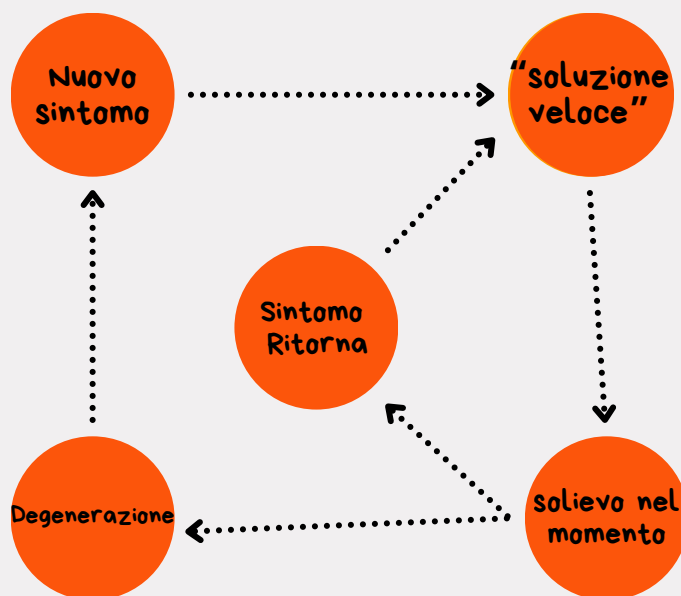 Nuovo
sintomo
"soluzione
veloce"
Sintomo
Ritorna
Degenerazione
solievo nel
momento